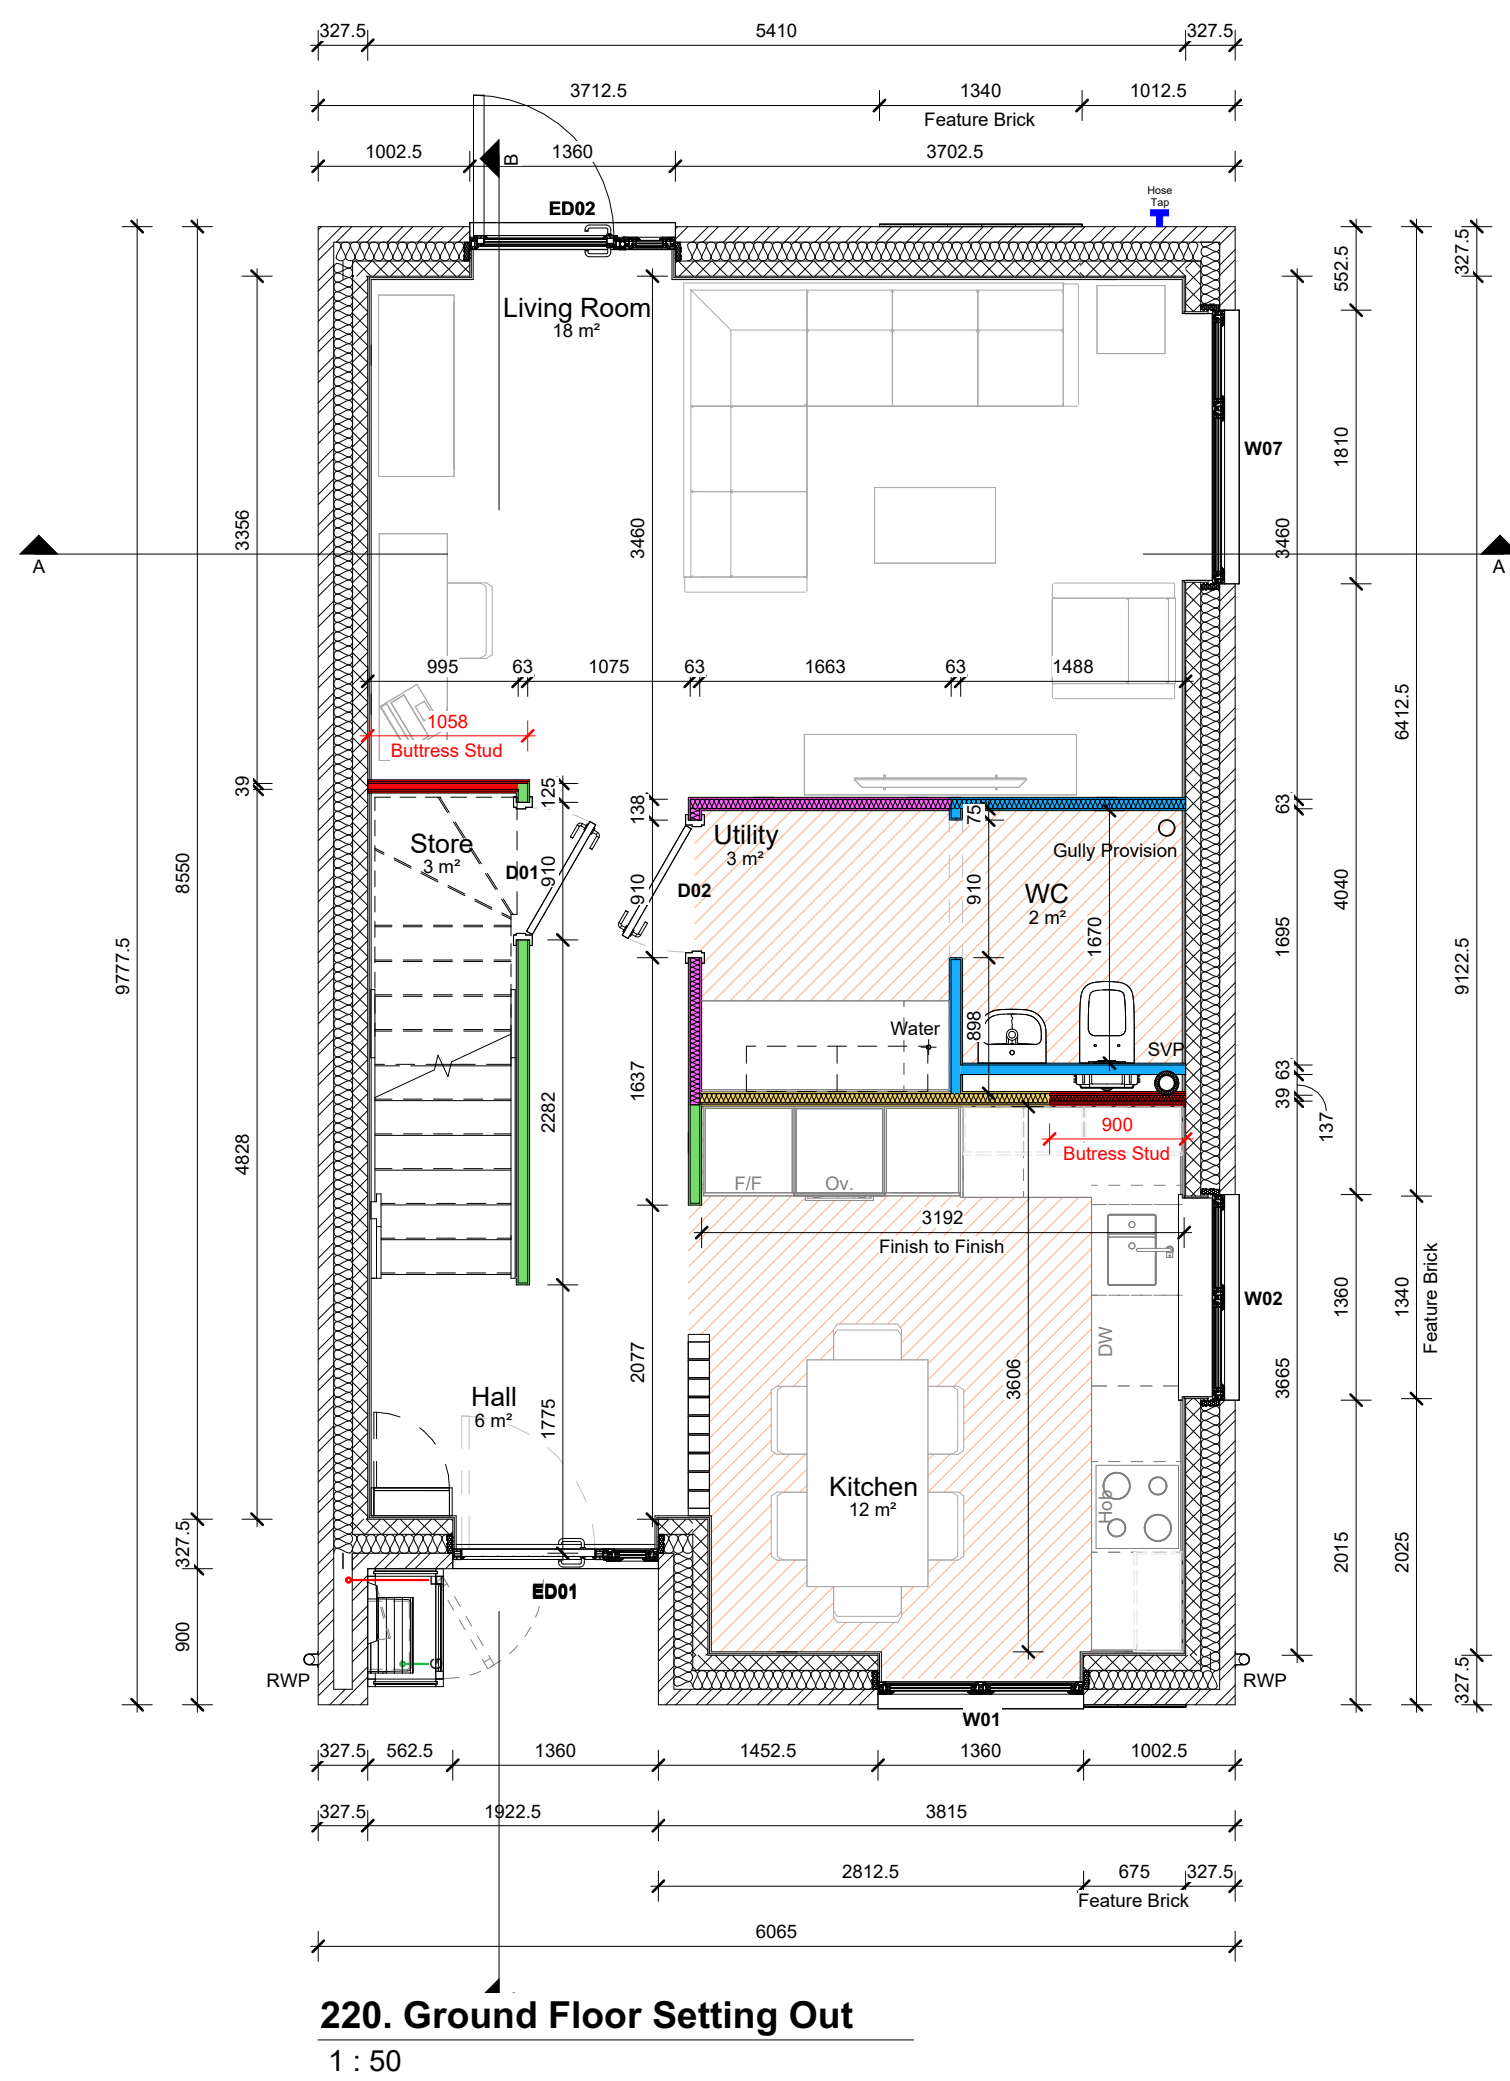 327.5
5410
327.5
3712.5
1340
1012.5
Feature Brick
1002.5
B
1360
3702.5
ED02
Hose
Tap
327.5
552.5
Living Room
18 m²
W07
1810
3356
3460
3460
A
A
995
63
1075
63
1663
63
1488
6412.5
1058
Buttress Stud
39
125
138
75
63
Store
3 m²
D01
910
910
D02
Utility
3 m²
Gully Provision
910
WC
2 m²
1670
8550
4040
1695
9777.5
9122.5
Water
898
SVP
63
39
137
1637
2282
4828
900
Butress Stud
F/F
Ov.
3192
Finish to Finish
W02
1360
1340
Feature Brick
DW
3606
2077
3665
Hall
6 m²
1775
Kitchen
12 m²
Hob
327.5
2015
2025
ED01
900
RWP
RWP
327.5
W01
327.5
562.5
1360
1452.5
1360
1002.5
327.5
1922.5
3815
2812.5
675
327.5
Feature Brick
6065
220. Ground Floor Setting Out
1 : 50